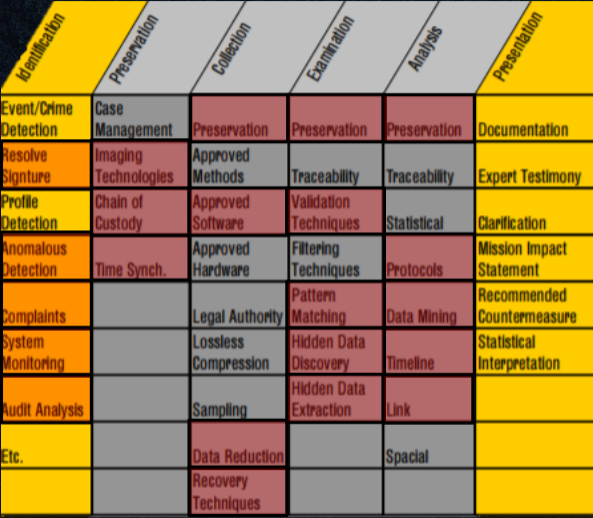 Identification
Preservation
Collection
Examination
Analysis
Presentation
Event/Crime
Detection
Case
Management
Preservation
Preservation
Preservation
Documentation
Resolve
Signture
Imaging
Technologies
Approved
Methods
Traceability
Traceability
Expert Testimony
Profile
Detection
Chain of
Custody
Approved
Software
Validation
Techniques
Statistical
Clarification
Anomalous
Detection
Time Synch.
Approved
Hardware
Filtering
Techniques
Protocols
Mission Impact
Statement
Complaints
Legal Authority
Pattern
Matching
Data Mining
Recommended
Countermeasure
System
Monitoring
Lossless
Compression
Hidden Data
Discovery
Timeline
Statistical
Interpretation
Audit Analysis
Sampling
Hidden Data
Extraction
Link
Etc.
Data Reduction
Spacial
Recovery
Techniques